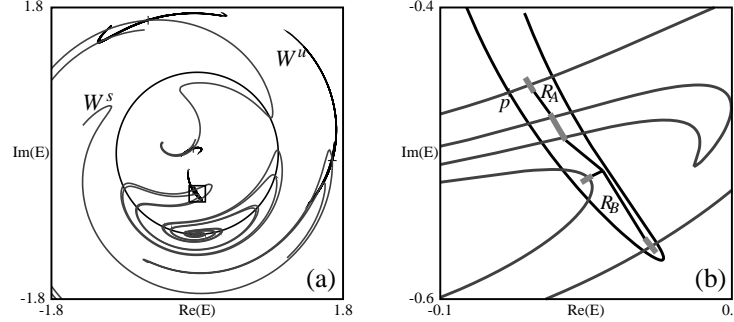 1.8
W^s
W^u
Im(E)
(a)
-1.8
-1.8
Re(E)
1.8
-0.4
R_A
p
Im(E)
R_B
(b)
-0.6
-0.1
Re(E)
0.